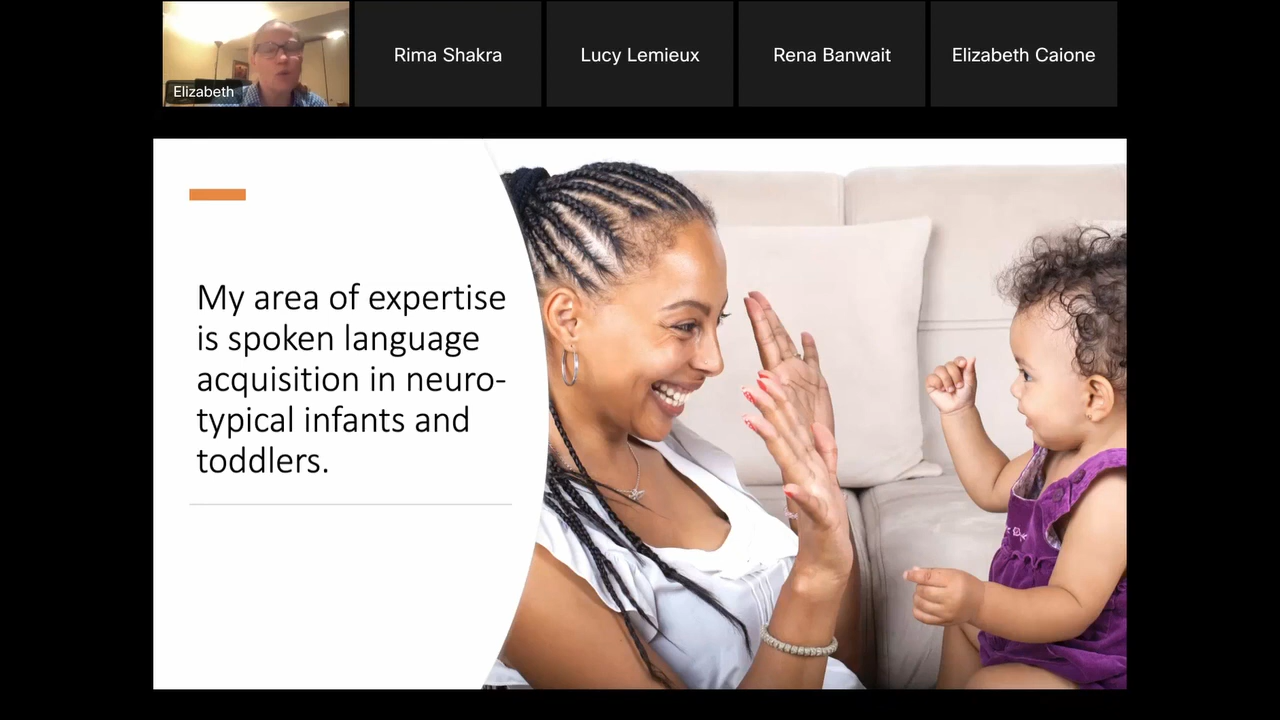 Elizabeth
Rima Shakra
Lucy Lemieux
Rena Banwait
Elizabeth Caione
My area of expertise
is spoken language
acquisition in neuro-
typical infants and
toddlers.